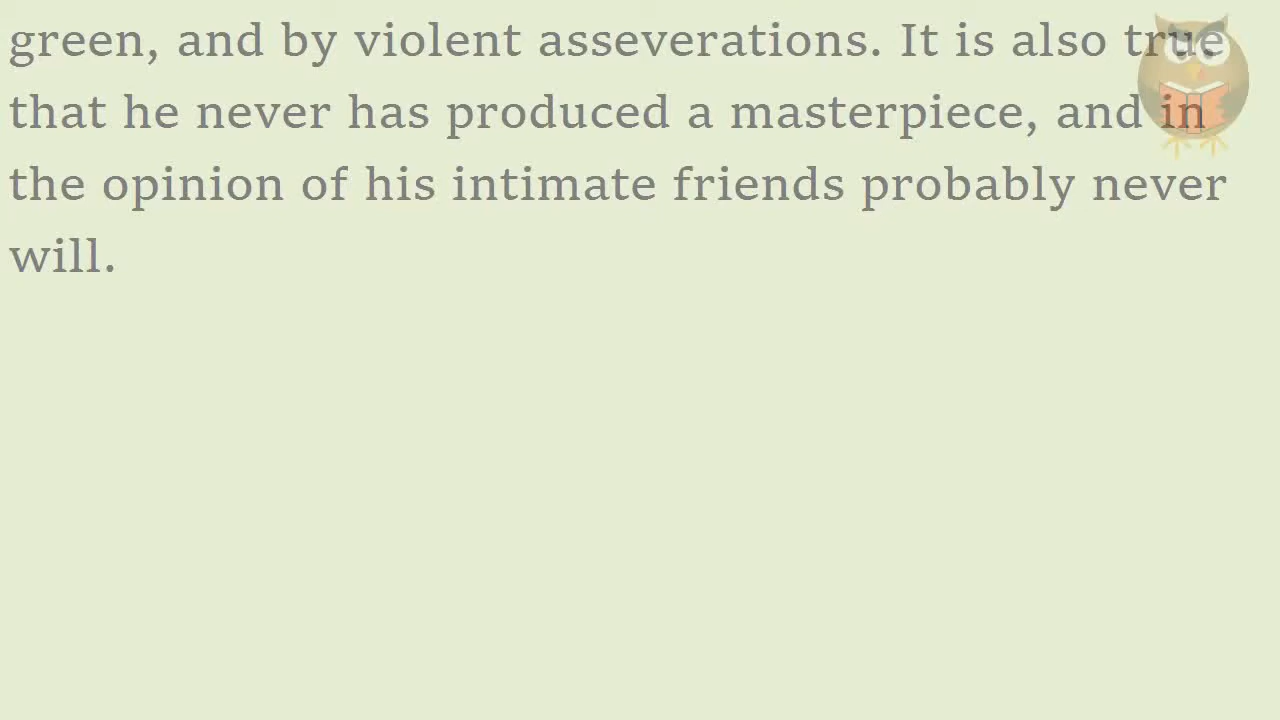 green, and by violent asseverations. It is also true
that he never has produced a masterpiece, and in
the opinion of his intimate friends probably never
will.